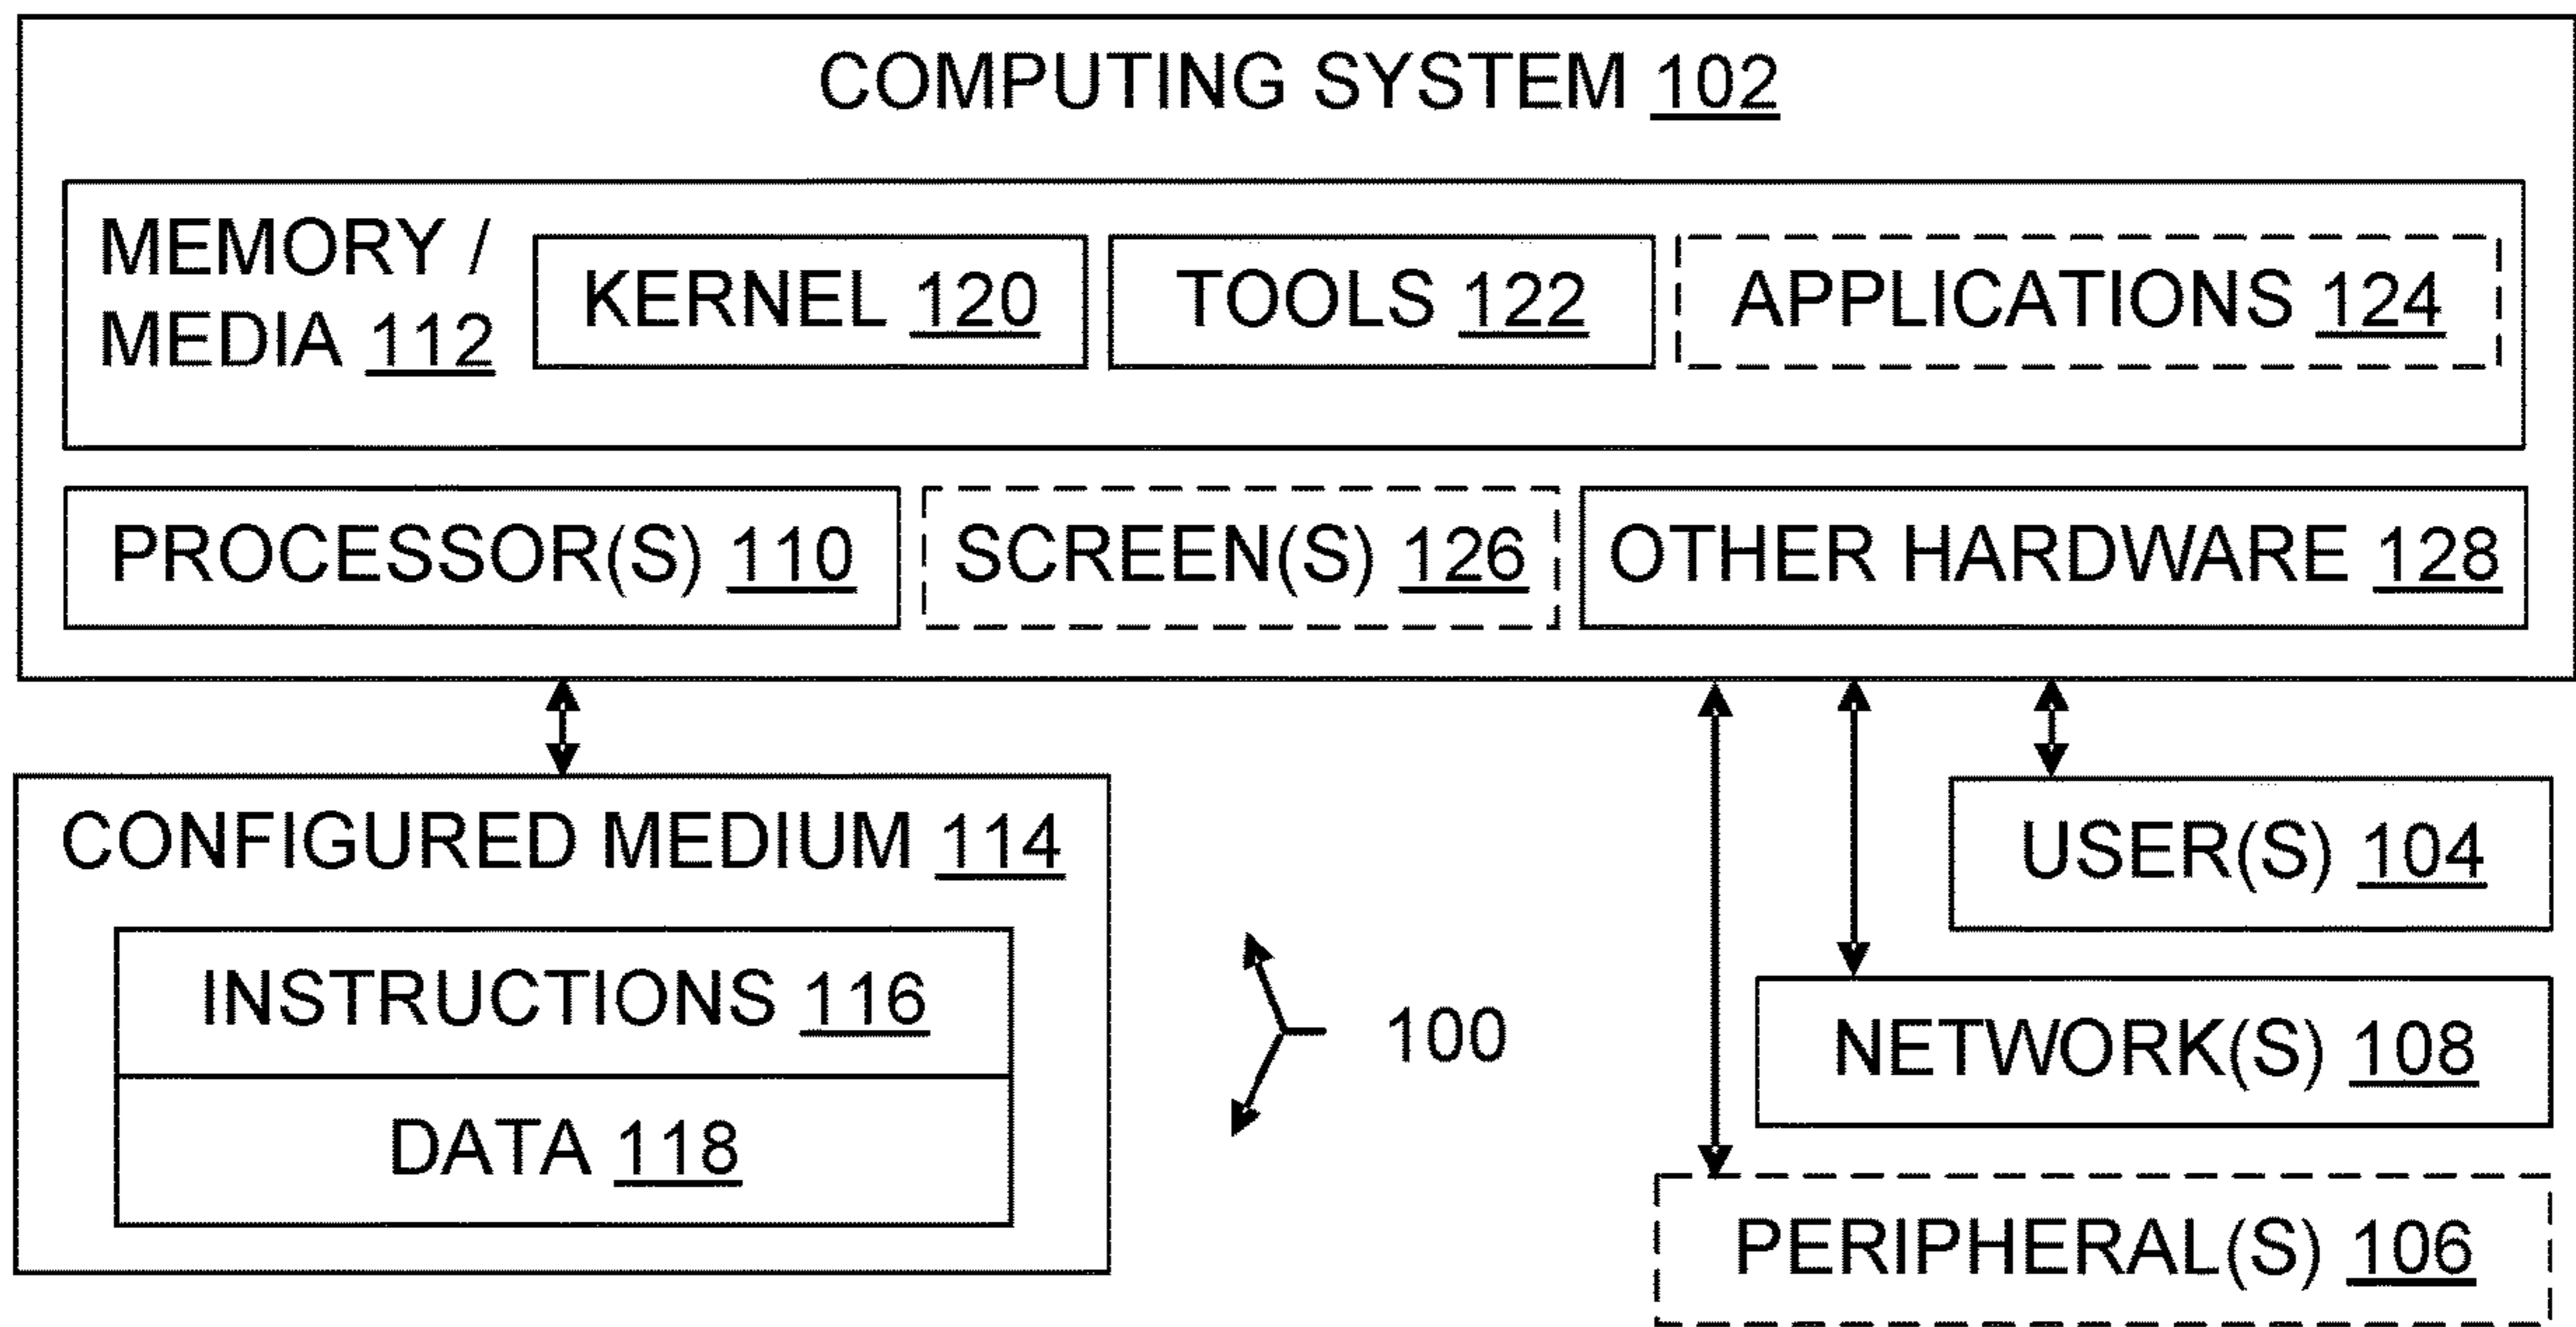 COMPUTING SYSTEM 102
MEMORY /
MEDIA 112
KERNEL 120
TOOLS 122
APPLICATIONS 124
PROCESSOR(S) 110
SCREEN(S) 126
OTHER HARDWARE 128
CONFIGURED MEDIUM 114
INSTRUCTIONS 116
DATA 118
100
USER(S) 104
NETWORK(S) 108
PERIPHERAL(S) 106